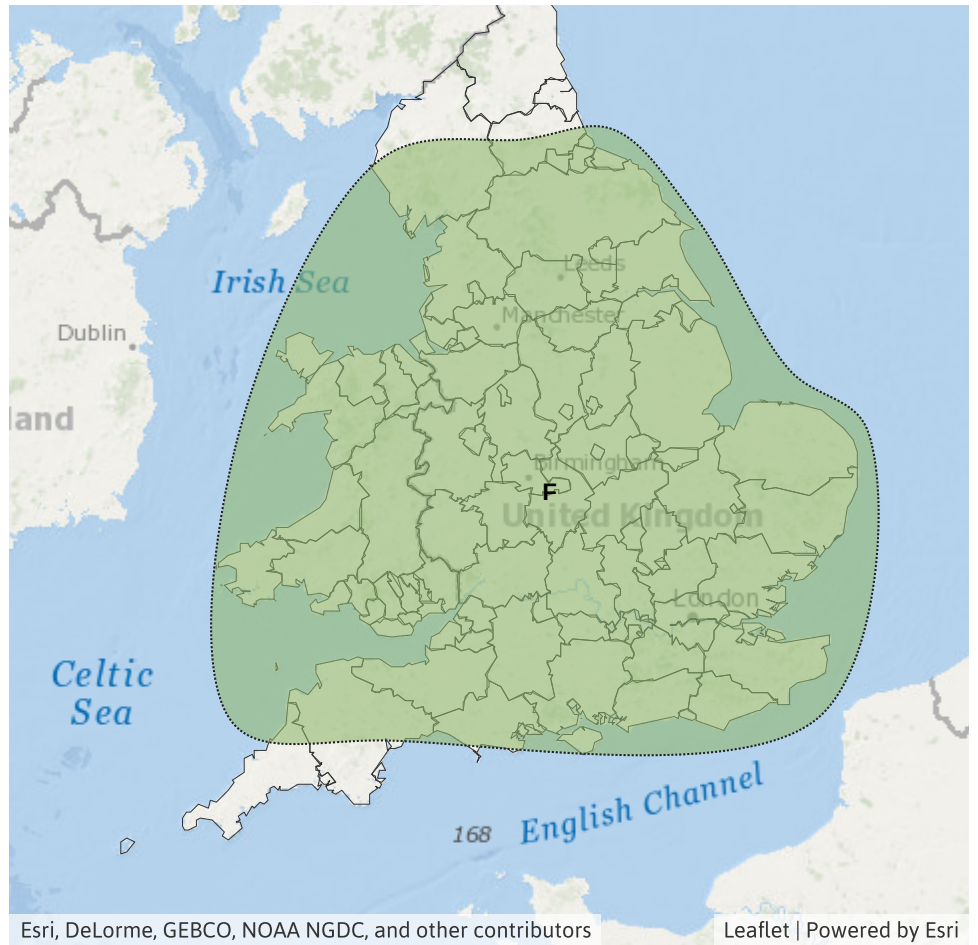 Leeds
Irish Sea
Manchester
Dublin
land
Birmingham
F
United Kingdom
London
Celtic
Sea
English Channel
168
Esri, DeLorme, GEBCO, NOAA NGDC, and other contributors
Leaflet | Powered by Esri